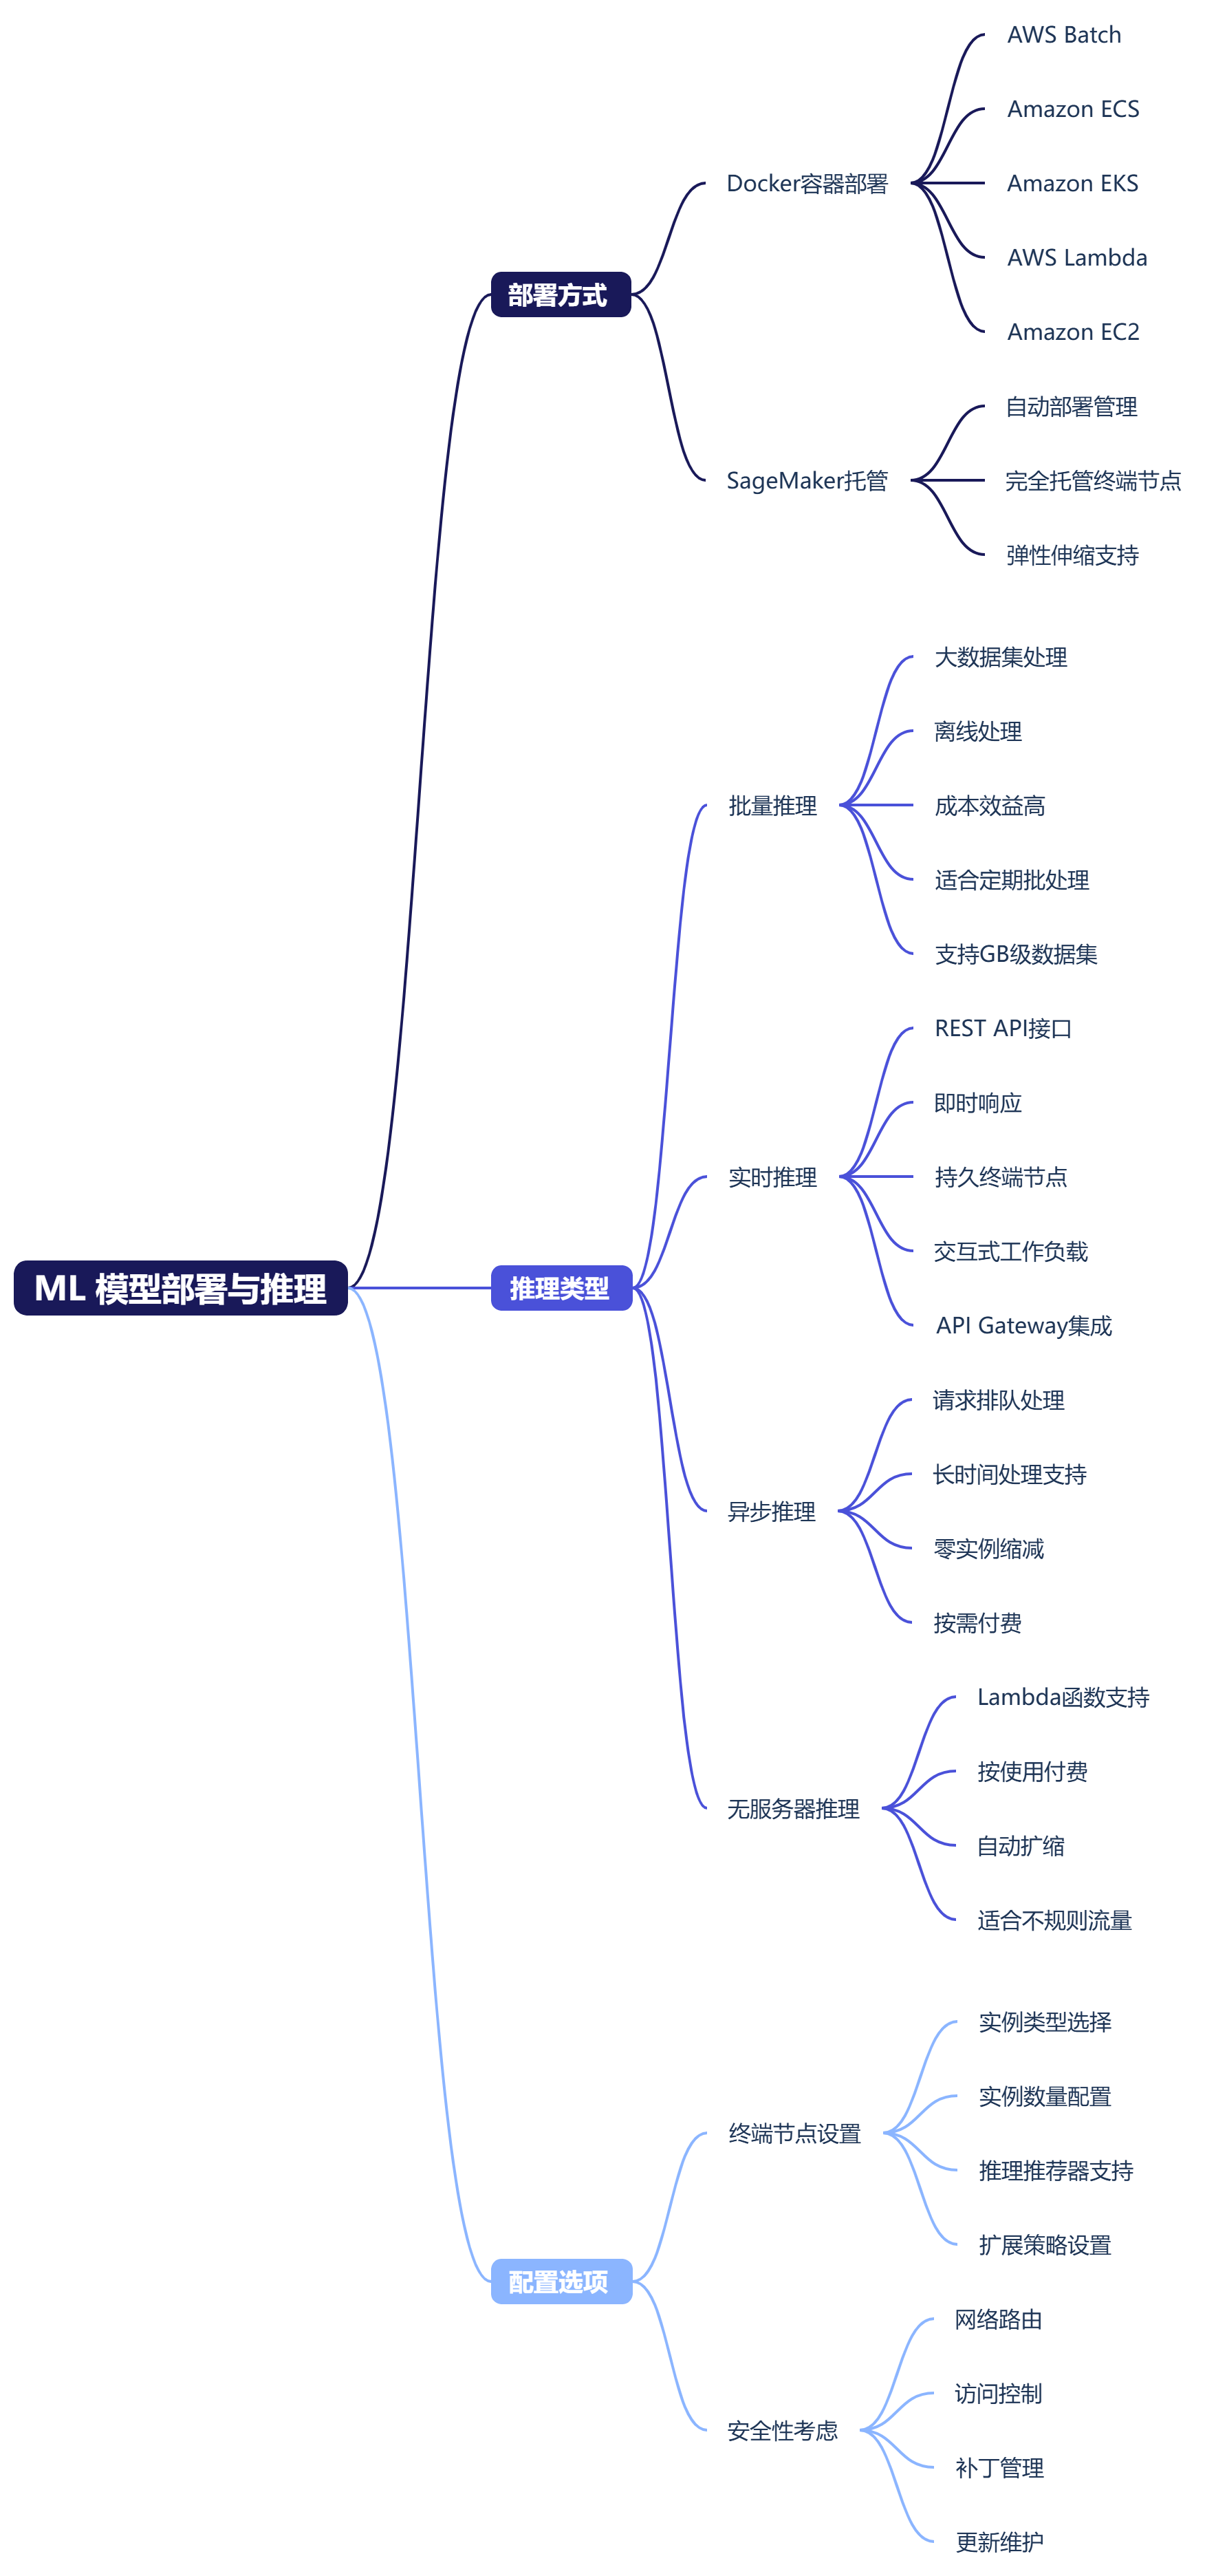 ML 模型部署与推理
部署方式
Docker容器部署
AWS Batch
Amazon ECS
Amazon EKS
AWS Lambda
Amazon EC2
SageMaker托管
自动部署管理
完全托管终端节点
弹性伸缩支持
推理类型
批量推理
大数据集处理
离线处理
成本效益高
适合定期批处理
支持GB级数据集
实时推理
REST API接口
即时响应
持久终端节点
交互式工作负载
API Gateway集成
异步推理
请求排队处理
长时间处理支持
零实例缩减
按需付费
无服务器推理
Lambda函数支持
按使用付费
自动扩缩
适合不规则流量
配置选项
终端节点设置
实例类型选择
实例数量配置
推理推荐器支持
扩展策略设置
安全性考虑
网络路由
访问控制
补丁管理
更新维护